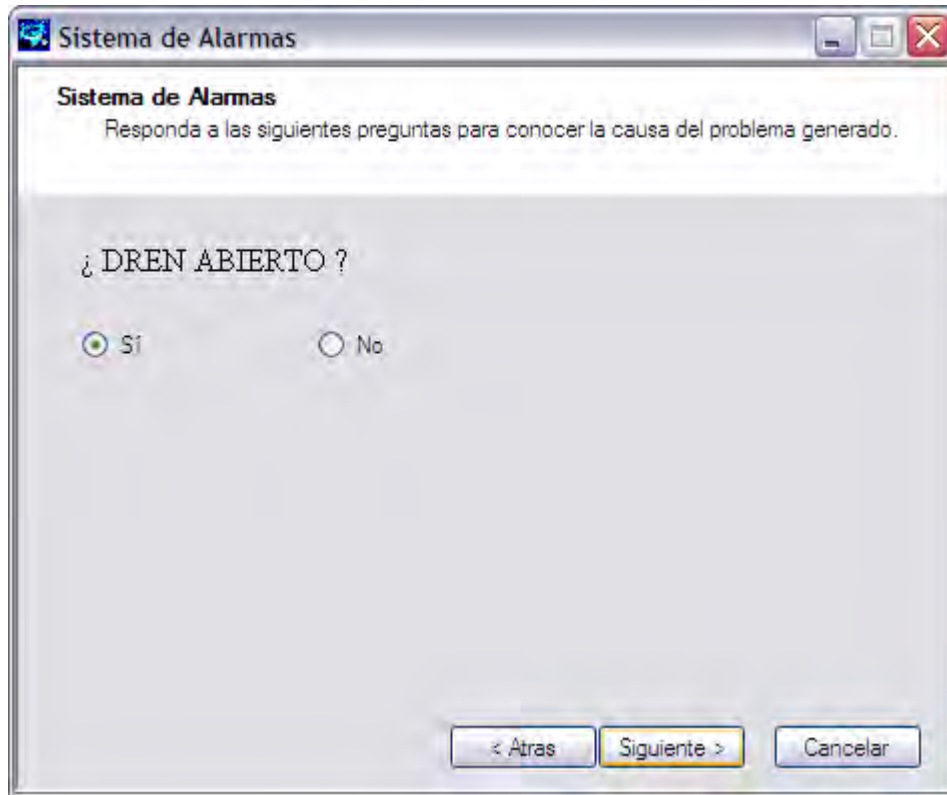 Sistema de Alarmas
Sistema de Alarmas
Responda a las siguientes preguntas para conocer la causa del problema generado.
¿ DREN ABIERTO ?
Sí No
< Atras Siguiente > Cancelar